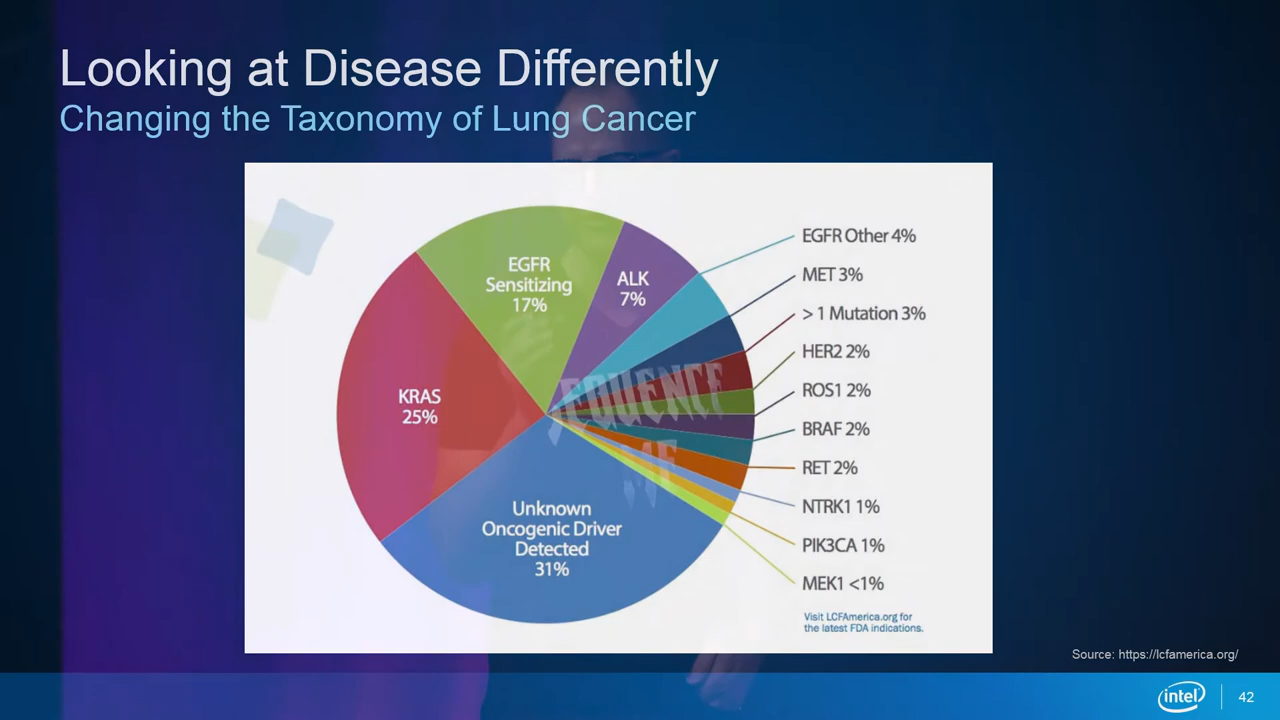 Looking at Disease Differently
Changing the Taxonomy of Lung Cancer
EGFR
Sensitizing
17%
ALK
7%
KRAS
25%
Unknown
Oncogenic Driver
Detected
31%
EGFR Other 4%
MET 3%
> 1 Mutation 3%
HER2 2%
ROS1 2%
BRAF 2%
RET 2%
NTRK1 1%
PIK3CA 1%
MEK1 <1%
SEQUENCE
ME
Visit LCFAmerica.org for
the latest FDA indications.
Source: https://lcfamerica.org/
intel
42